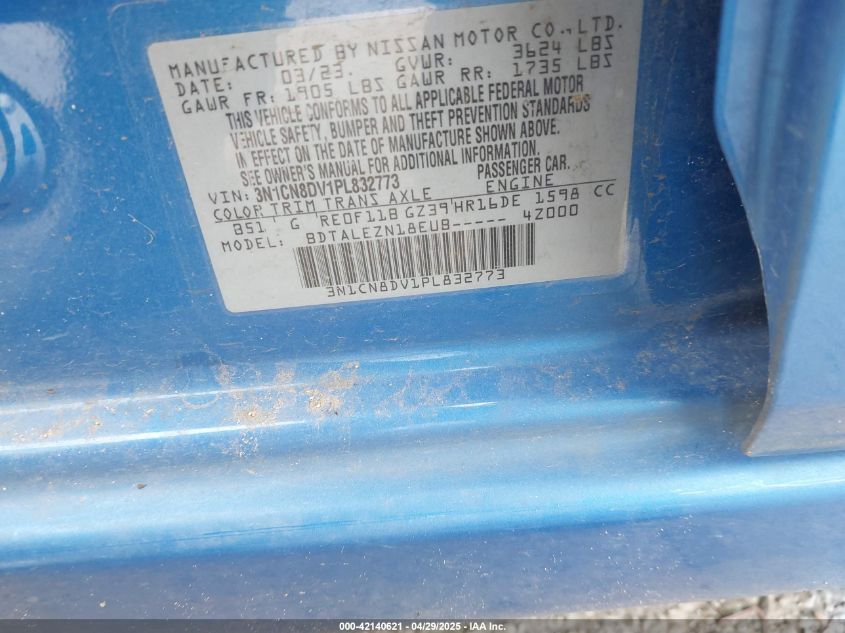 MANUFACTURED BY NISSAN MOTOR CO., LTD.
DATE: 03/23. GVWR: 3624 LBS
GAWR FR: 1905 LBS GAWR RR: 1735 LBS
THIS VEHICLE CONFORMS TO ALL APPLICABLE FEDERAL MOTOR
VEHICLE SAFETY, BUMPER AND THEFT PREVENTION STANDARDS
IN EFFECT ON THE DATE OF MANUFACTURE SHOWN ABOVE.
SEE OWNER'S MANUAL FOR ADDITIONAL INFORMATION.
VIN: 3N1CN8DV1PL832773 PASSENGER CAR.
COLOR TRIM TRANS AXLE ENGINE
B51 G RE0F11B GZ39 HR16DE 1598 CC
MODEL: BDTALEZN18EUB----- 4Z000
3N1CN8DV1PL832773
000-42140621 - 04/29/2025 - IAA Inc.